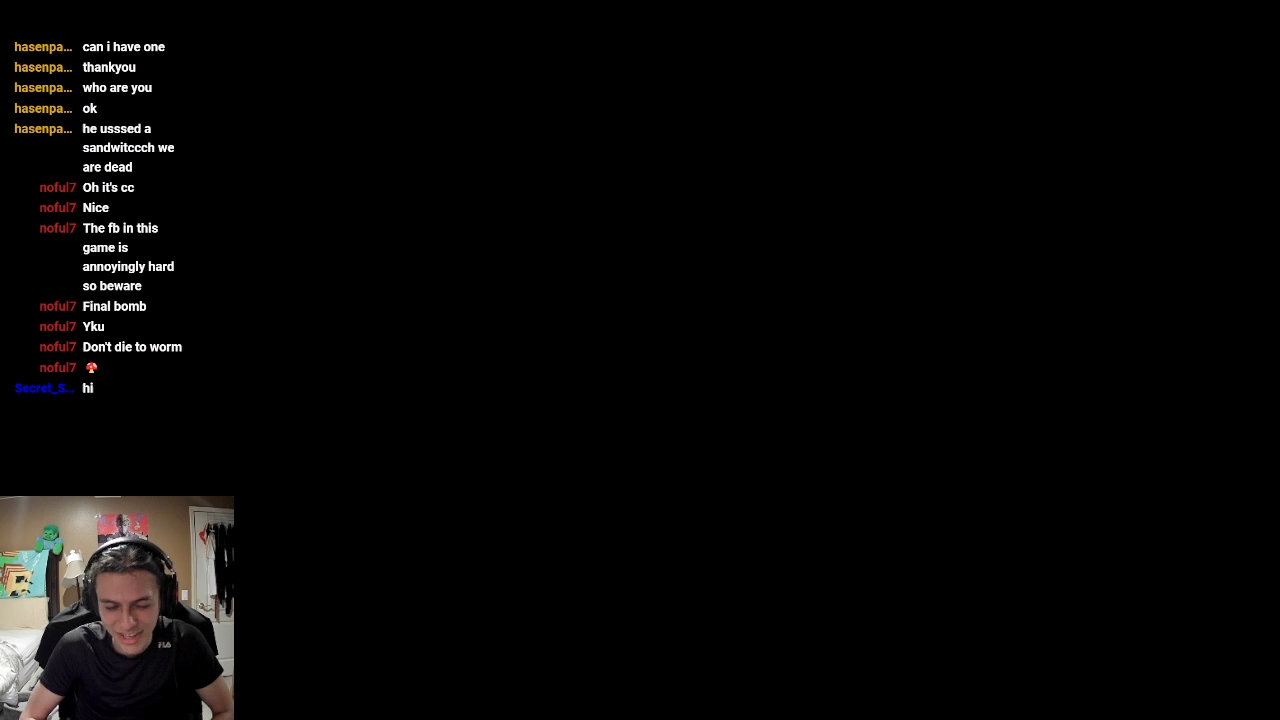 hasenpa... can i have one
hasenpa... thankyou
hasenpa... who are you
hasenpa... ok
hasenpa... he usssed a
sandwitccch we
are dead
noful7 Oh it's cc
noful7 Nice
noful7 The fb in this
game is
annoyingly hard
so beware
noful7 Final bomb
noful7 Yku
noful7 Don't die to worm
noful7 🍄
Secret_S... hi
FILA